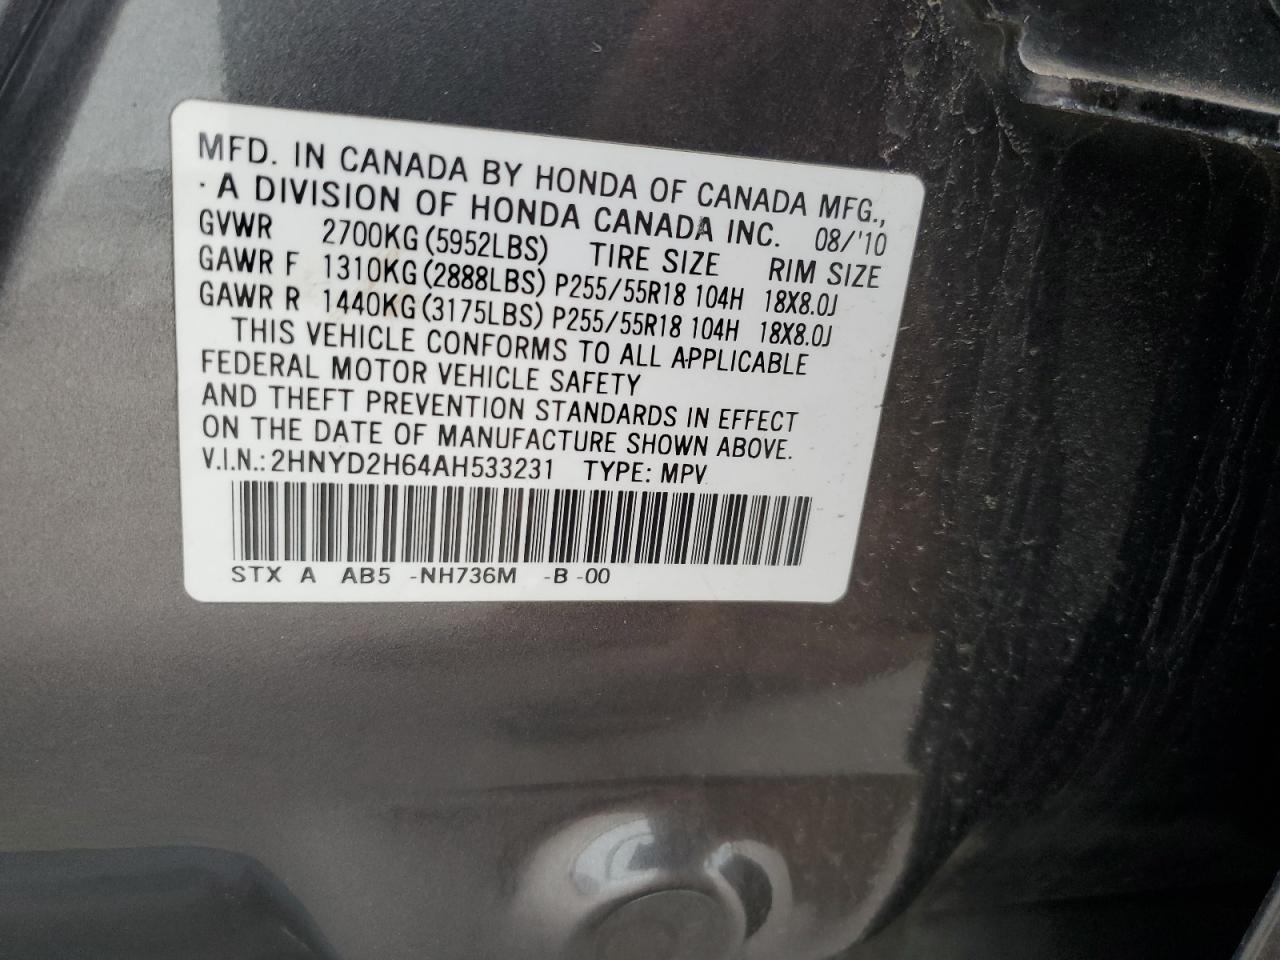 MFD. IN CANADA BY HONDA OF CANADA MFG.,
· A DIVISION OF HONDA CANADA INC. 08/'10
GVWR 2700KG (5952LBS) TIRE SIZE RIM SIZE
GAWR F 1310KG (2888LBS) P255/55R18 104H 18X8.0J
GAWR R 1440KG (3175LBS) P255/55R18 104H 18X8.0J
THIS VEHICLE CONFORMS TO ALL APPLICABLE
FEDERAL MOTOR VEHICLE SAFETY
AND THEFT PREVENTION STANDARDS IN EFFECT
ON THE DATE OF MANUFACTURE SHOWN ABOVE.
V.I.N.: 2HNYD2H64AH533231 TYPE: MPV
STX A AB5 -NH736M -B -00